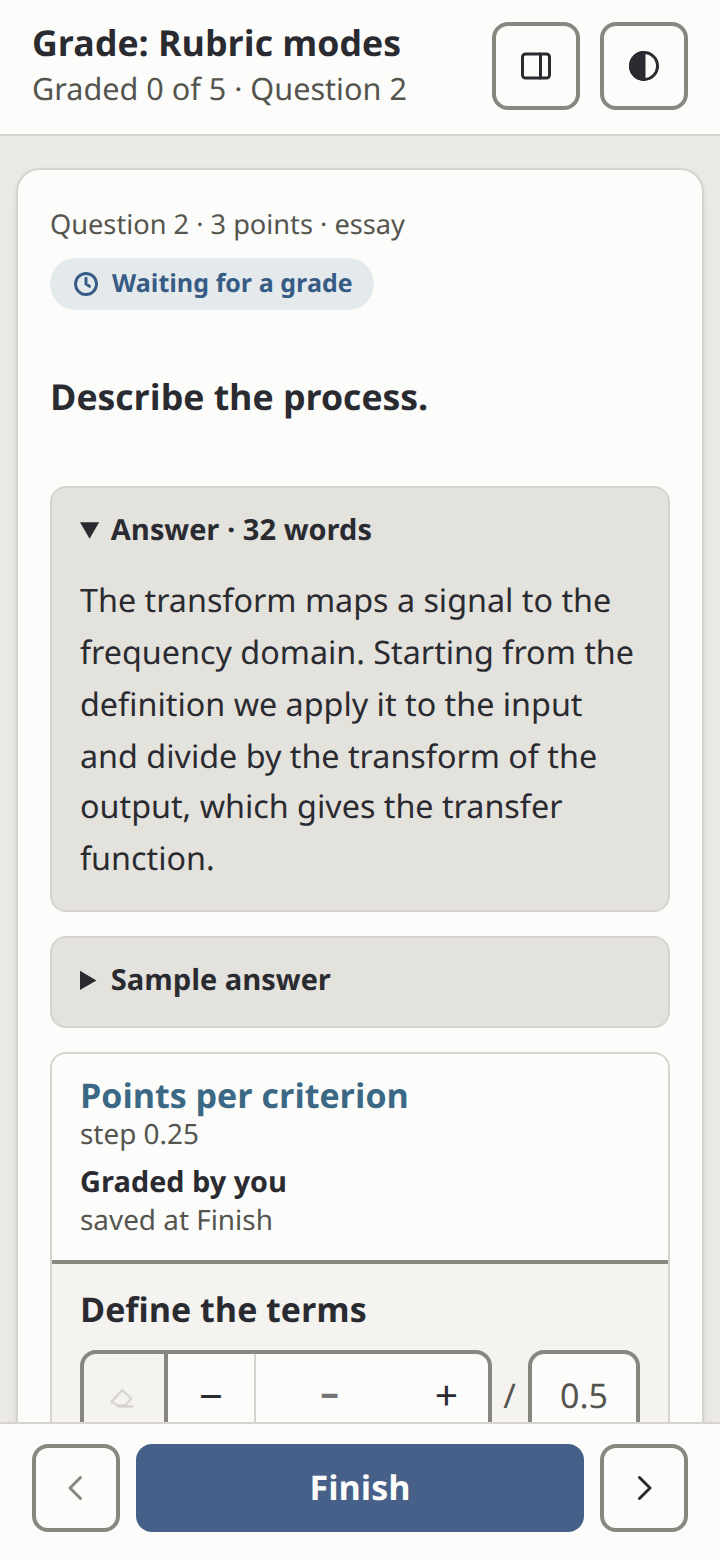 Grade: Rubric modes
Graded 0 of 5 · Question 2
Question 2 · 3 points · essay
Waiting for a grade
Describe the process.
▼ Answer · 32 words
The transform maps a signal to the
frequency domain. Starting from the
definition we apply it to the input
and divide by the transform of the
output, which gives the transfer
function.
▶ Sample answer
Points per criterion
step 0.25
Graded by you
saved at Finish
Define the terms
− – + / 0.5
Finish